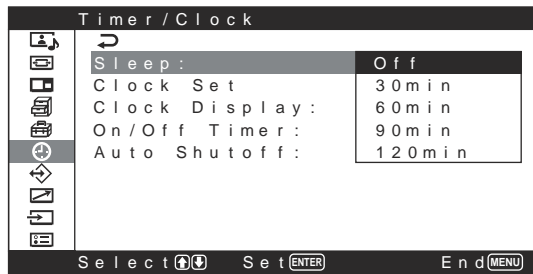 Timer/Clock
Sleep: Off
Clock Set 30min
Clock Display: 60min
On/Off Timer: 90min
Auto Shutoff: 120min
Select Set ENTER End MENU